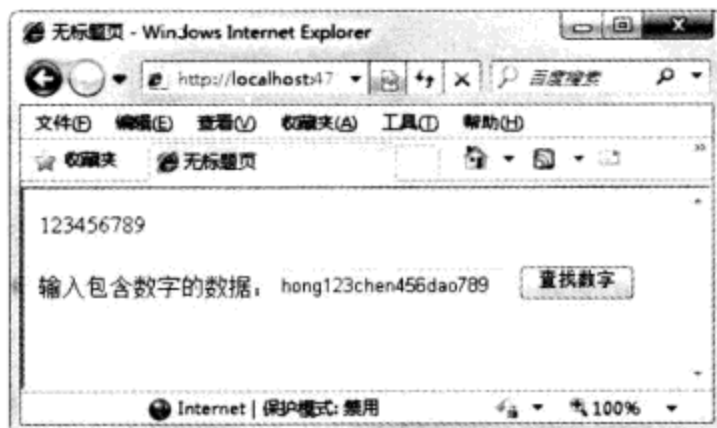 无标题页 - Windows Internet Explorer
http://localhost:47 百度搜索
文件(F) 编辑(E) 查看(V) 收藏夹(A) 工具(T) 帮助(H)
收藏夹 无标题页
123456789
输入包含数字的数据： hong123chen456dao789 查找数字
Internet | 保护模式: 禁用 100%